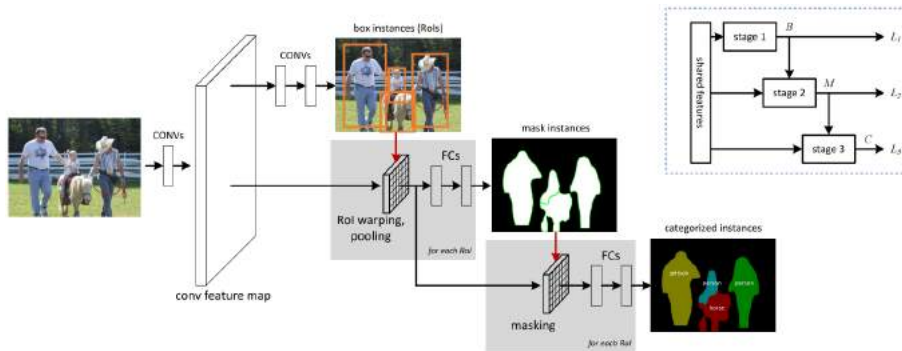 box instances (RoIs)
CONVs
CONVs
conv feature map
RoI warping,
pooling
FCs
for each RoI
mask instances
masking
FCs
for each RoI
categorized instances
person
person
person
horse
shared features
stage 1
B
L₁
stage 2
M
L₂
stage 3
C
L₃